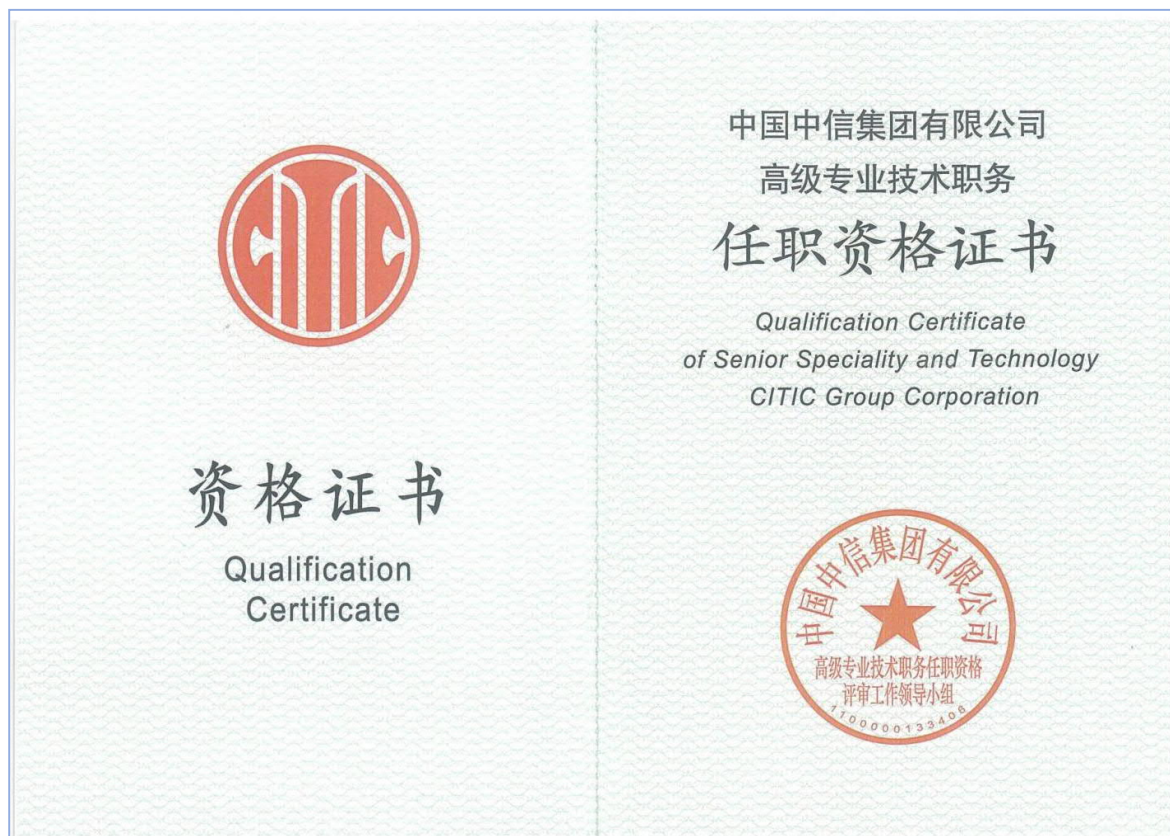 CITIC
资格证书
Qualification
Certificate
中国中信集团有限公司
高级专业技术职务
任职资格证书
Qualification Certificate
of Senior Speciality and Technology
CITIC Group Corporation
中国中信集团有限公司
高级专业技术职务任职资格
评审工作领导小组
1100000133406